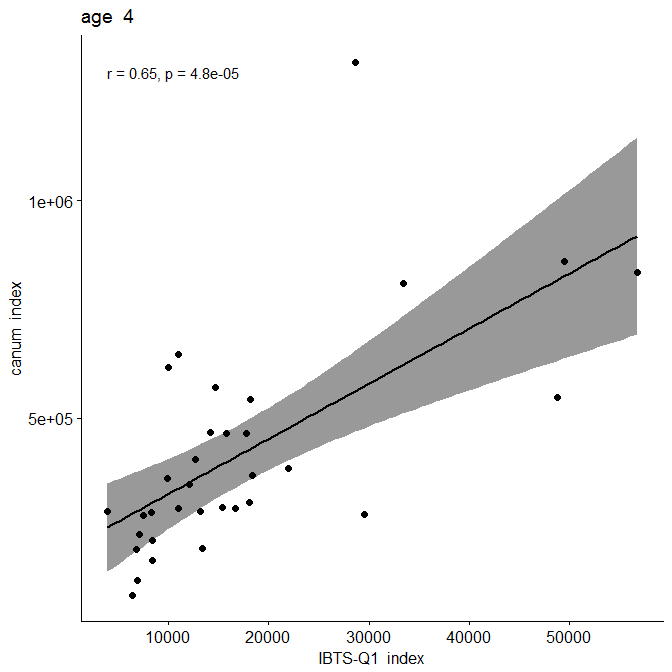 age 4
r = 0.65, p = 4.8e-05
1e+06
canum index
5e+05
10000 20000 30000 40000 50000
IBTS-Q1 index